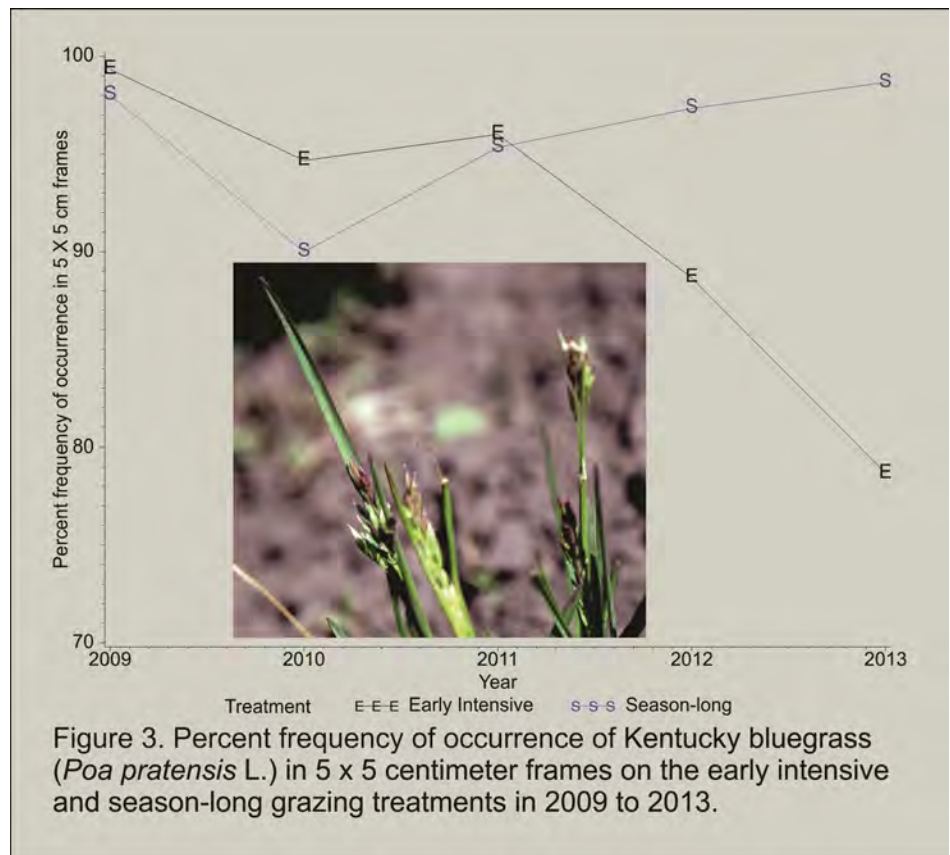 100
90
80
70
Percent frequency of occurrence in 5 X 5 cm frames
E
S
E
S
E
S
S
E
S
E
2009 2010 2011 2012 2013
Year
Treatment E E E Early Intensive S S S Season-long
Figure 3. Percent frequency of occurrence of Kentucky bluegrass
(Poa pratensis L.) in 5 x 5 centimeter frames on the early intensive
and season-long grazing treatments in 2009 to 2013.